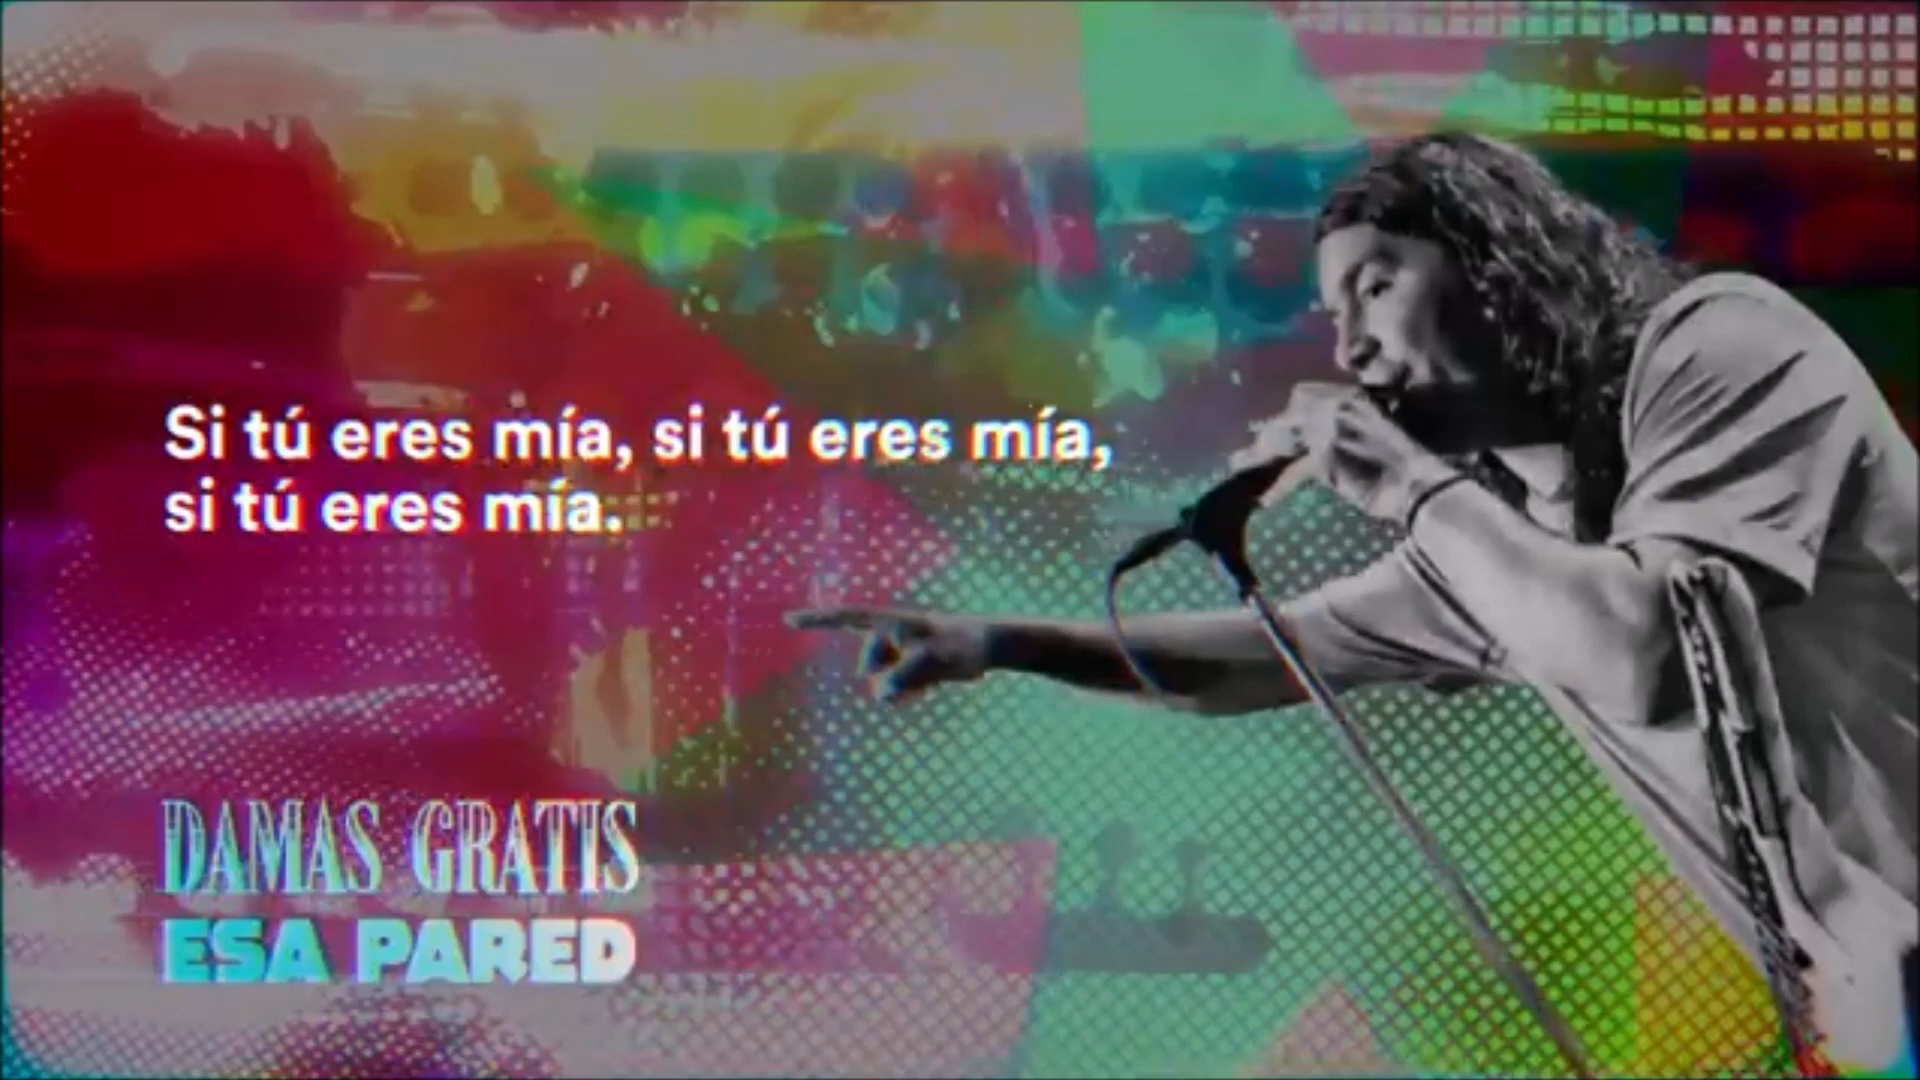 Si tú eres mía, si tú eres mía,
si tú eres mía.
DAMAS GRATIS
ESA PARED